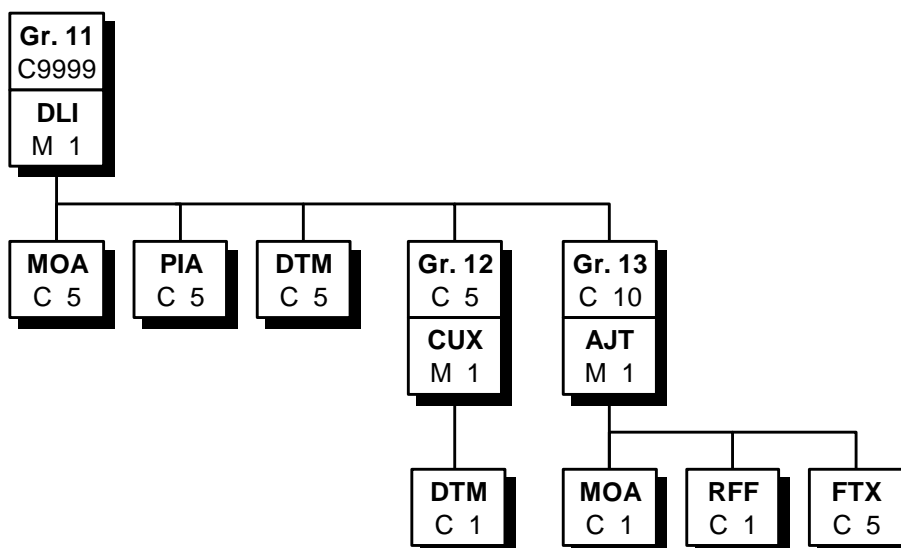 Gr. 11
C9999
DLI
M 1
MOA
C 5
PIA
C 5
DTM
C 5
Gr. 12
C 5
CUX
M 1
Gr. 13
C 10
AJT
M 1
DTM
C 1
MOA
C 1
RFF
C 1
FTX
C 5